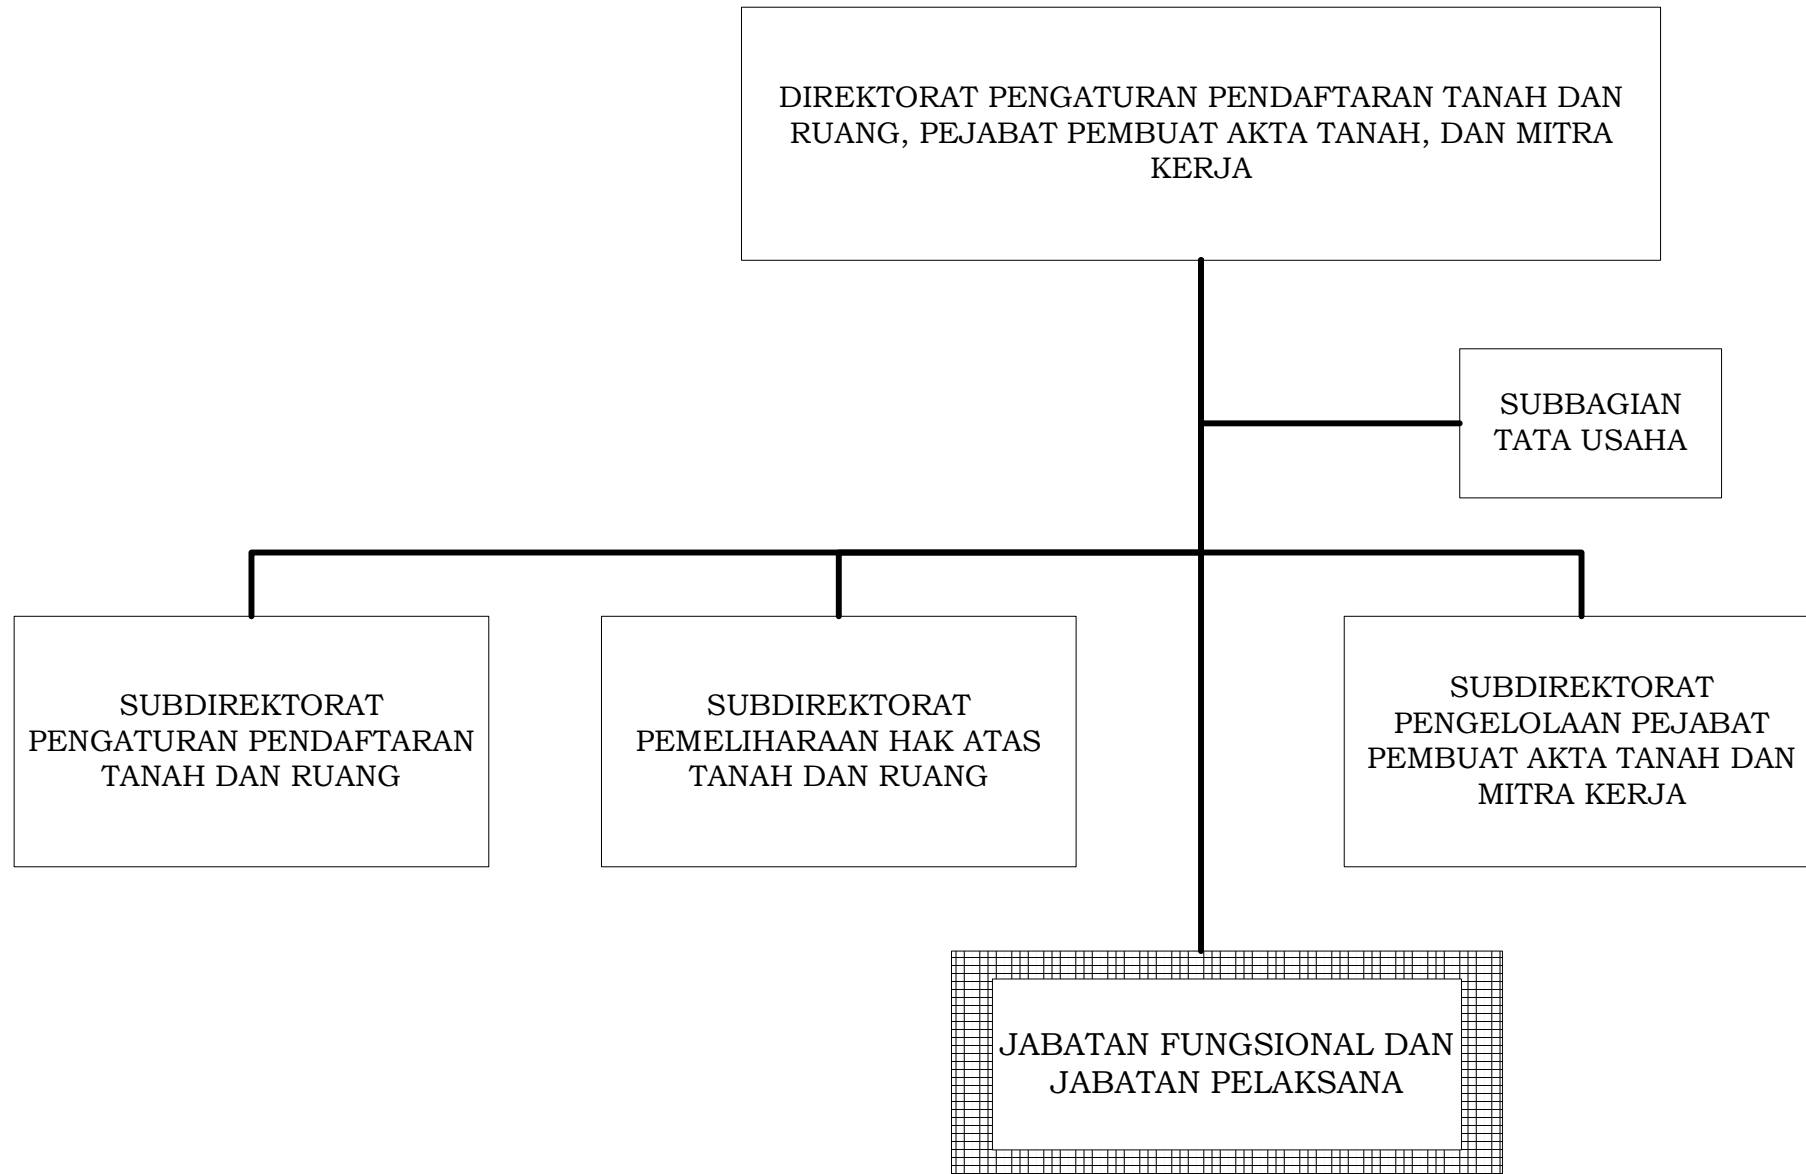 DIREKTORAT PENGATURAN PENDAFTARAN TANAH DAN
RUANG, PEJABAT PEMBUAT AKTA TANAH, DAN MITRA
KERJA
SUBBAGIAN
TATA USAHA
SUBDIREKTORAT
PENGATURAN PENDAFTARAN
TANAH DAN RUANG
SUBDIREKTORAT
PEMELIHARAAN HAK ATAS
TANAH DAN RUANG
SUBDIREKTORAT
PENGELOLAAN PEJABAT
PEMBUAT AKTA TANAH DAN
MITRA KERJA
JABATAN FUNGSIONAL DAN
JABATAN PELAKSANA